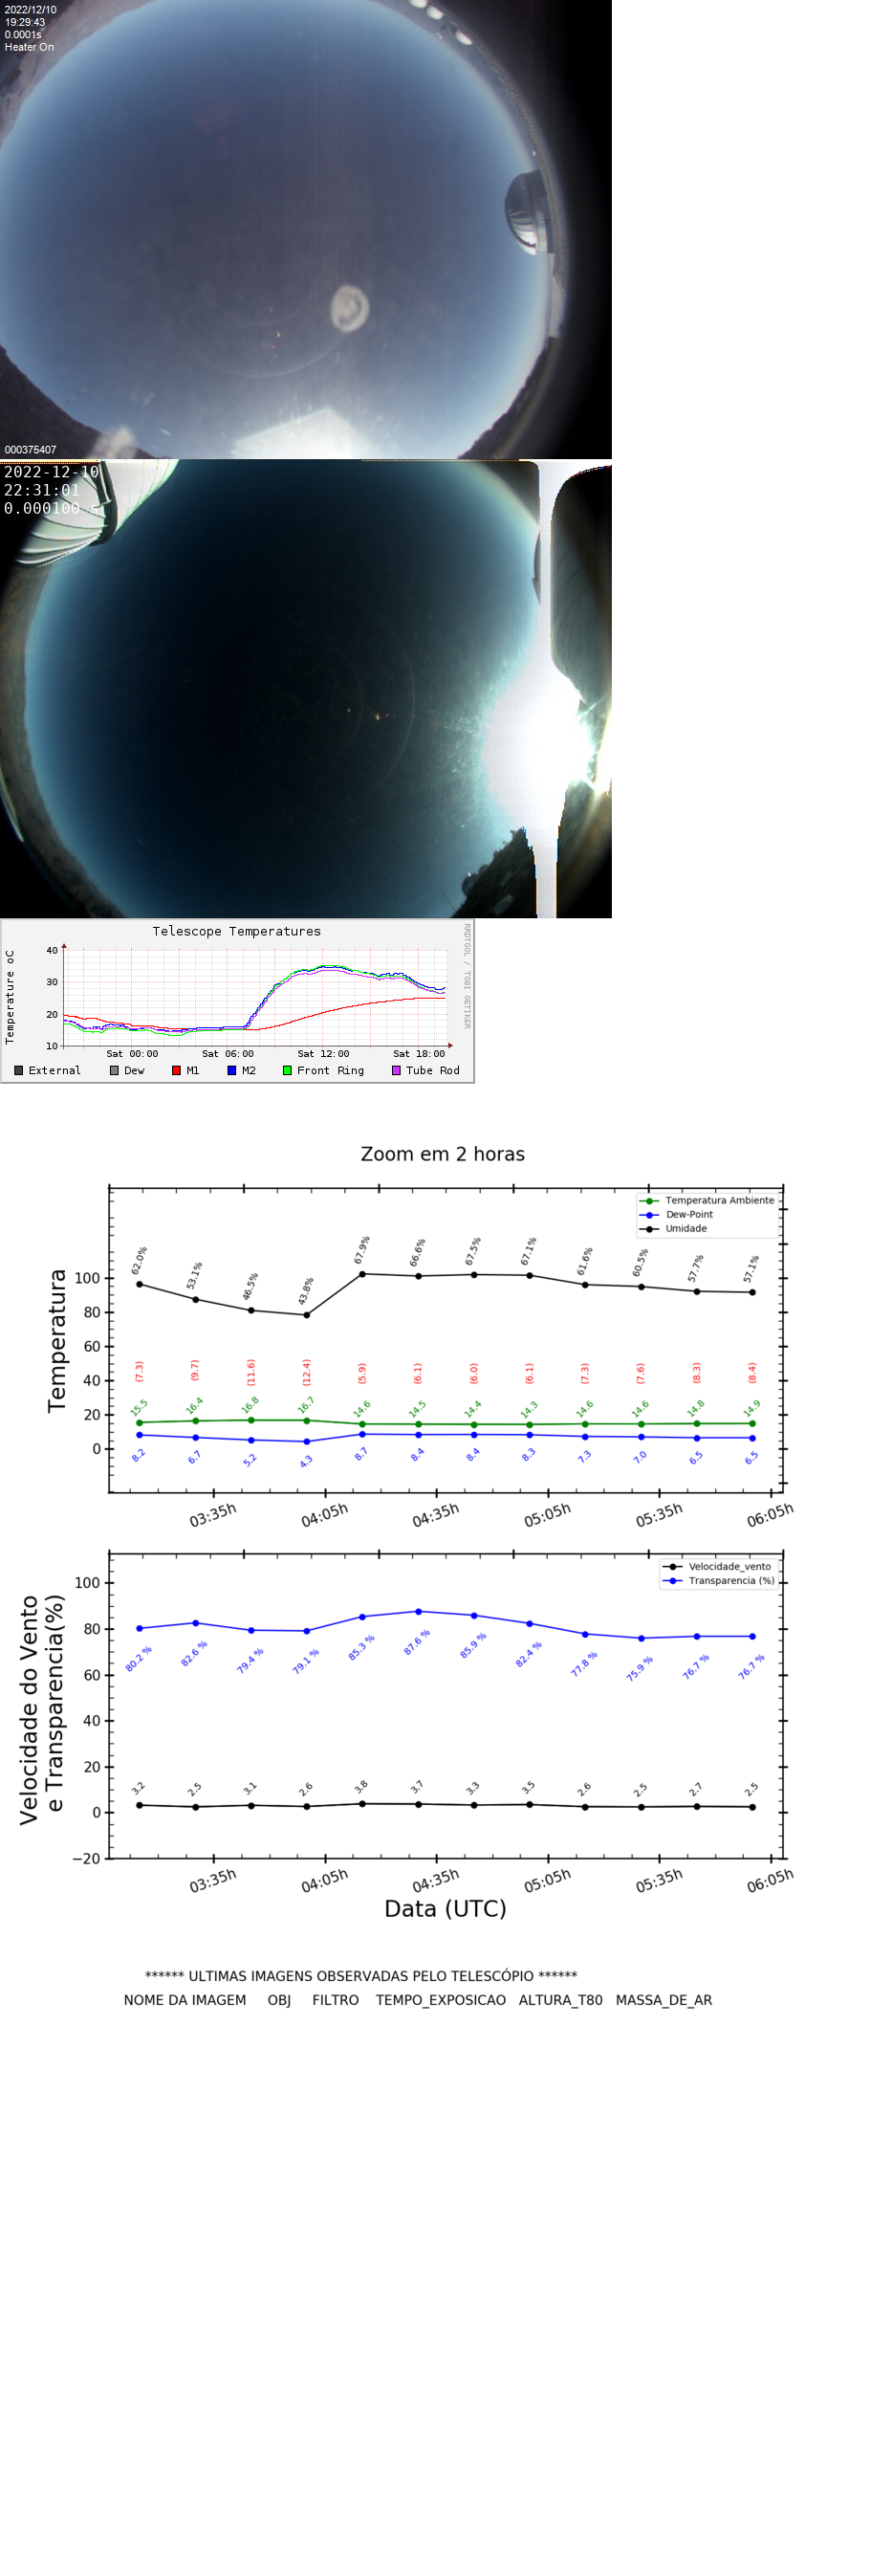 2022/12/10
19:29:43
0.0001s
Heater On
000375407
2022-12-10
22:31:01
0.000100 s
Telescope Temperatures
RRDTOOL / TOBI OETIKER
Temperature oC
40
30
20
10
Sat 00:00 Sat 06:00 Sat 12:00 Sat 18:00
External Dew M1 M2 Front Ring Tube Rod
Zoom em 2 horas
Temperatura Ambiente
Dew-Point
Umidade
Temperatura
100
80
60
40
20
0
62.0% 53.1% 46.5% 43.8% 67.9% 66.6% 67.5% 67.1% 61.6% 60.5% 57.7% 57.1%
(7.3) (9.7) (11.6) (12.4) (5.9) (6.1) (6.0) (6.1) (7.3) (7.6) (8.3) (8.4)
15.5 16.4 16.8 16.7 14.6 14.5 14.4 14.3 14.6 14.6 14.8 14.9
8.2 6.7 5.2 4.3 8.7 8.4 8.4 8.3 7.3 7.0 6.5 6.5
03:35h 04:05h 04:35h 05:05h 05:35h 06:05h
Velocidade_vento
Transparencia (%)
Velocidade do Vento
e Transparencia(%)
100
80
60
40
20
0
−20
80.2 % 82.6 % 79.4 % 79.1 % 85.3 % 87.6 % 85.9 % 82.4 % 77.8 % 75.9 % 76.7 % 76.7 %
3.2 2.5 3.1 2.6 3.8 3.7 3.3 3.5 2.6 2.5 2.7 2.5
03:35h 04:05h 04:35h 05:05h 05:35h 06:05h
Data (UTC)
****** ULTIMAS IMAGENS OBSERVADAS PELO TELESCÓPIO ******
NOME DA IMAGEM OBJ FILTRO TEMPO_EXPOSICAO ALTURA_T80 MASSA_DE_AR